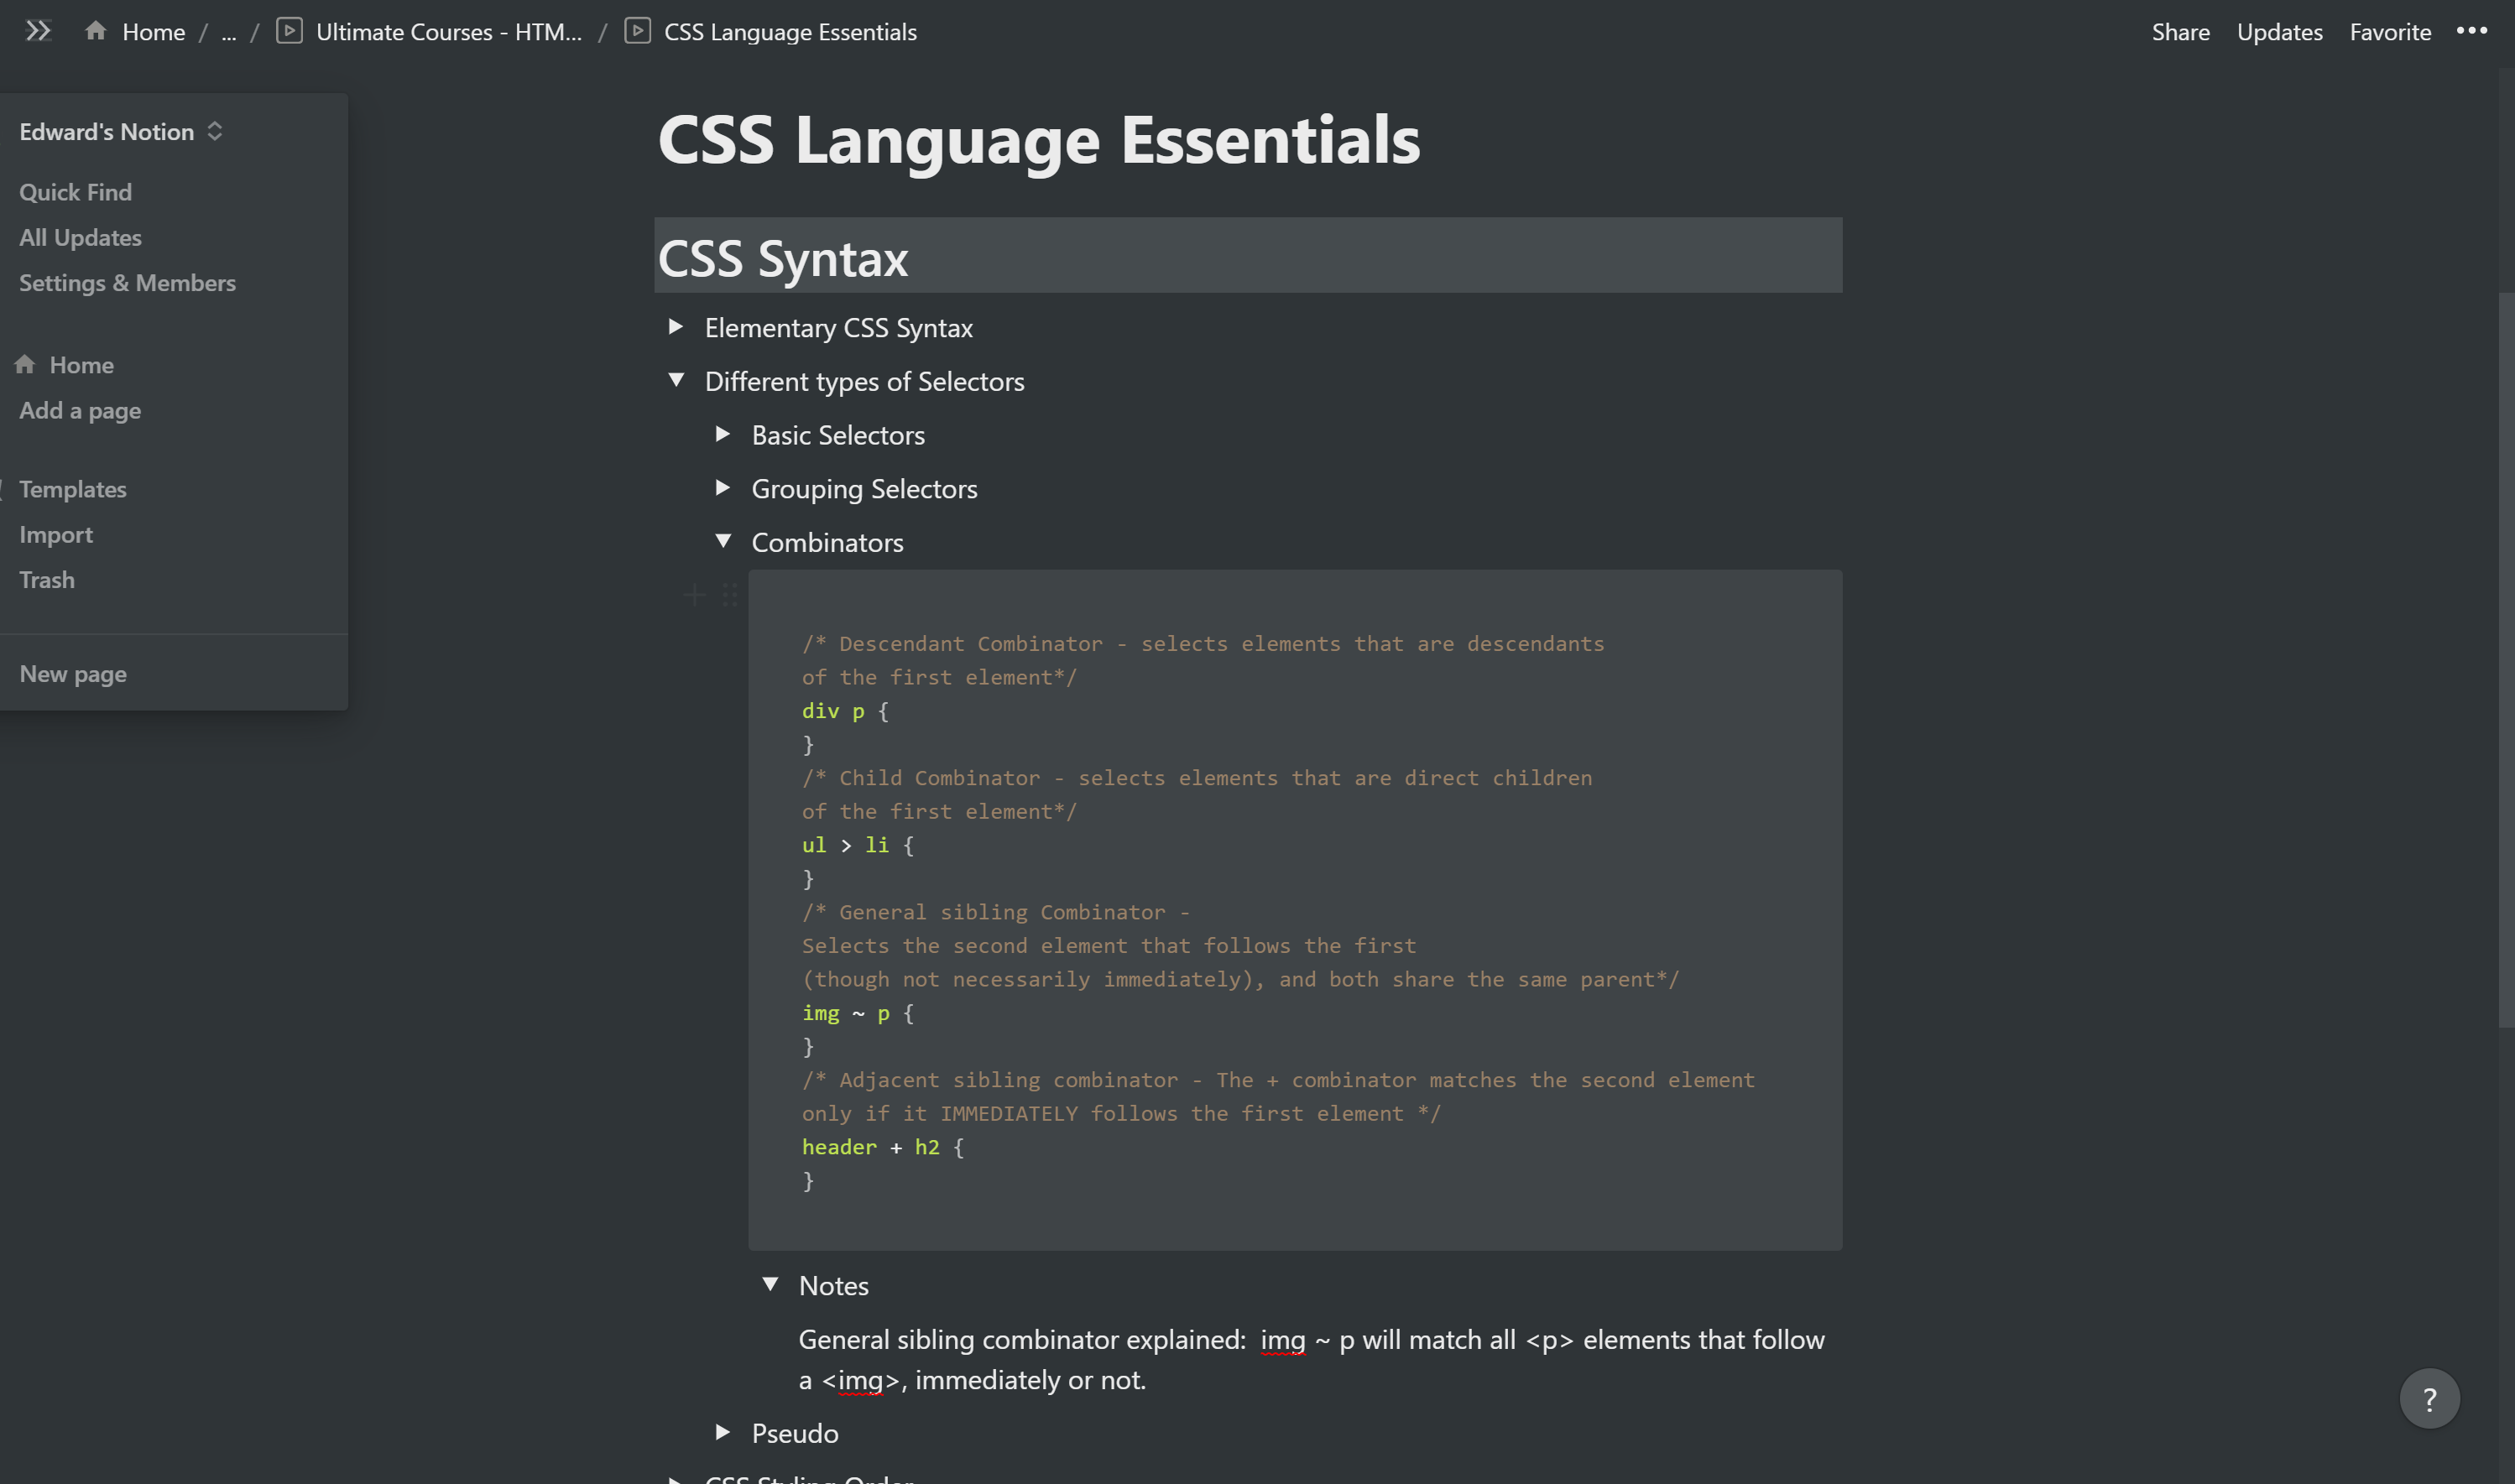 Home / ... / Ultimate Courses - HTM... / CSS Language Essentials
Share Updates Favorite •••
Edward's Notion
Quick Find
All Updates
Settings & Members
Home
Add a page
Templates
Import
Trash
New page
CSS Language Essentials
CSS Syntax
Elementary CSS Syntax
Different types of Selectors
Basic Selectors
Grouping Selectors
Combinators
/* Descendant Combinator - selects elements that are descendants
of the first element*/
div p {
}
/* Child Combinator - selects elements that are direct children
of the first element*/
ul > li {
}
/* General sibling Combinator -
Selects the second element that follows the first
(though not necessarily immediately), and both share the same parent*/
img ~ p {
}
/* Adjacent sibling combinator - The + combinator matches the second element
only if it IMMEDIATELY follows the first element */
header + h2 {
}
Notes
General sibling combinator explained:  img ~ p will match all <p> elements that follow
a <img>, immediately or not.
Pseudo
CSS Styling Order
?